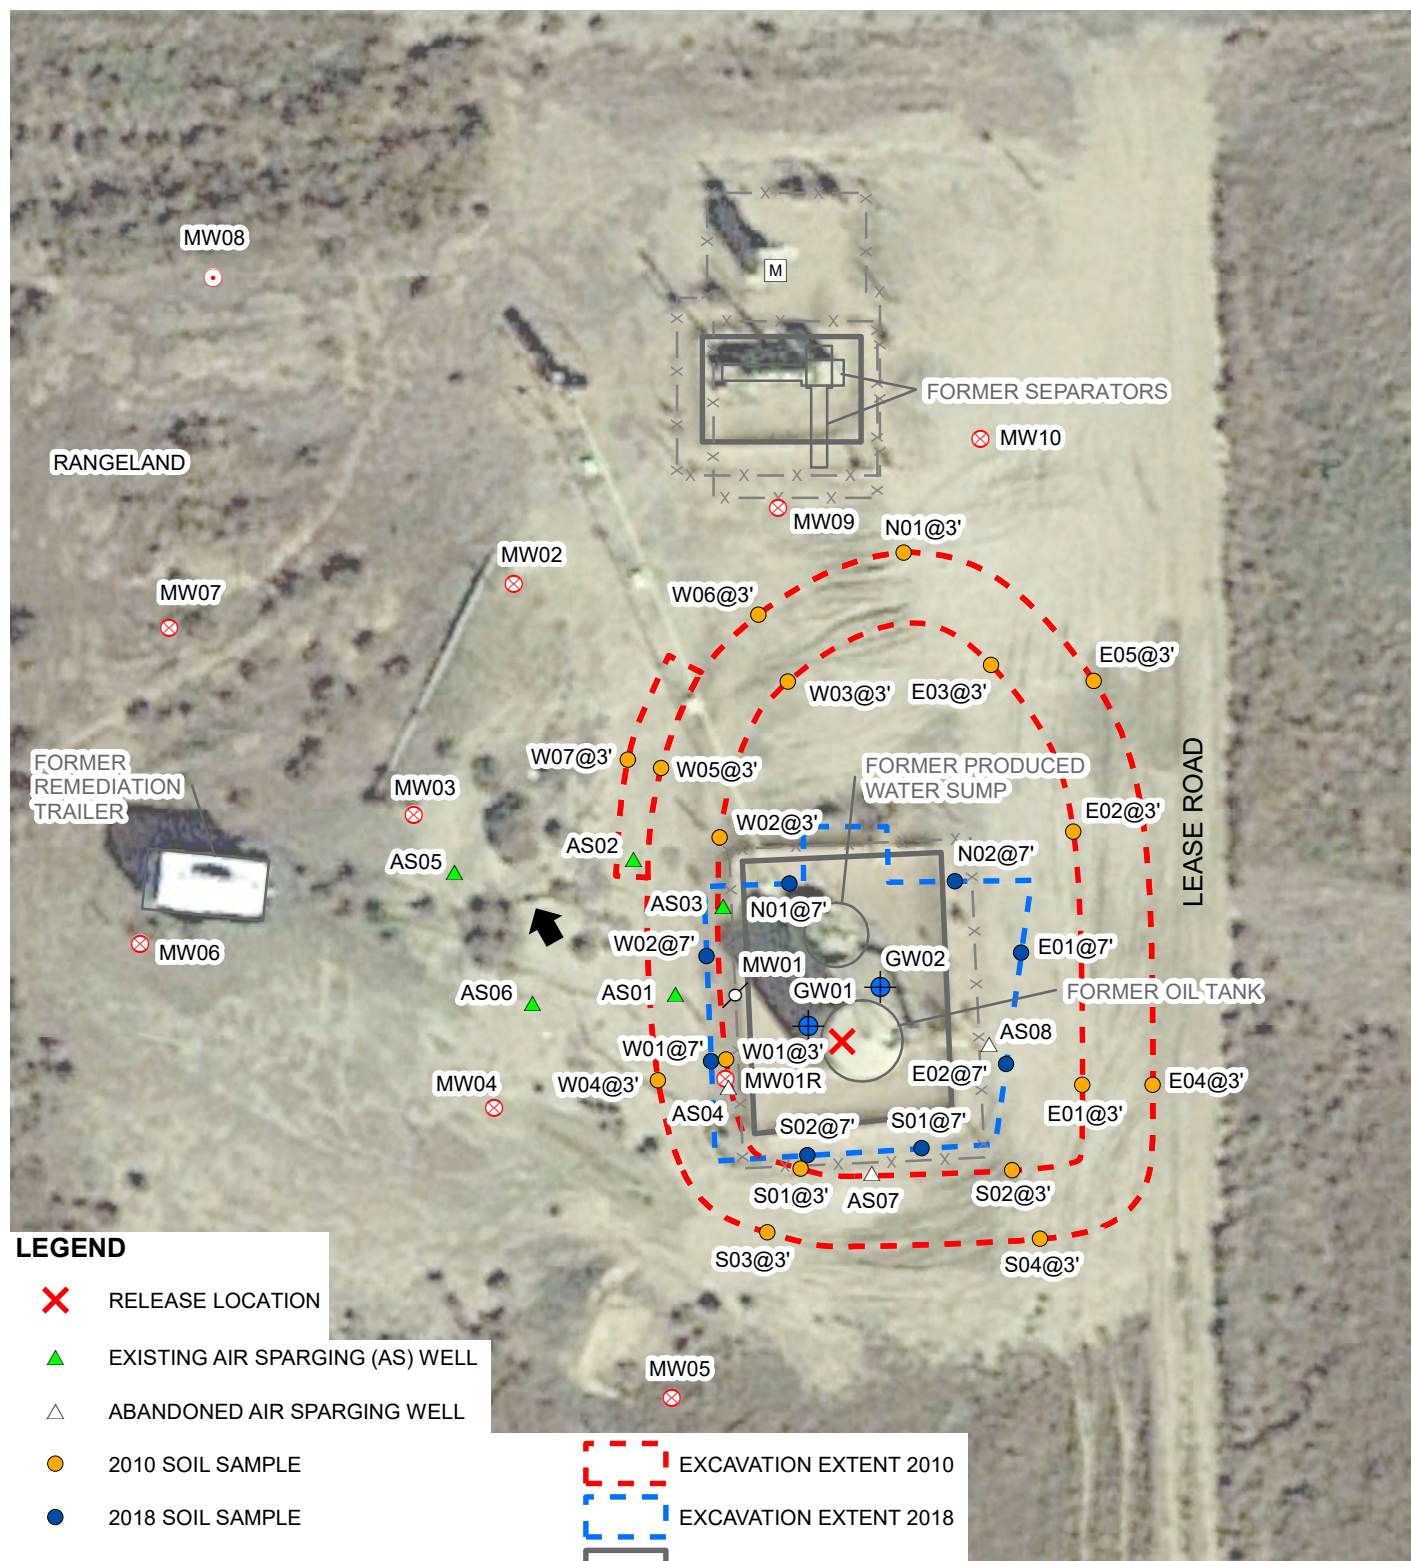 MW08
M
FORMER SEPARATORS
MW10
RANGELAND
MW09
N01@3'
MW02
W06@3'
MW07
E05@3'
W03@3'
E03@3'
LEASE ROAD
W07@3'
W05@3'
FORMER PRODUCED
WATER SUMP
FORMER
REMEDIATION
TRAILER
MW03
W02@3'
E02@3'
AS02
AS05
N02@7'
AS03
N01@7'
W02@7'
E01@7'
MW06
MW01
GW02
AS06
AS01
GW01
FORMER OIL TANK
AS08
W01@7'
W01@3'
E02@7'
MW04
W04@3'
MW01R
E04@3'
AS04
E01@3'
S02@7'
S01@7'
S01@3'
AS07
S02@3'
S03@3'
S04@3'
MW05
LEGEND
RELEASE LOCATION
EXISTING AIR SPARGING (AS) WELL
ABANDONED AIR SPARGING WELL
2010 SOIL SAMPLE
EXCAVATION EXTENT 2010
2018 SOIL SAMPLE
EXCAVATION EXTENT 2018